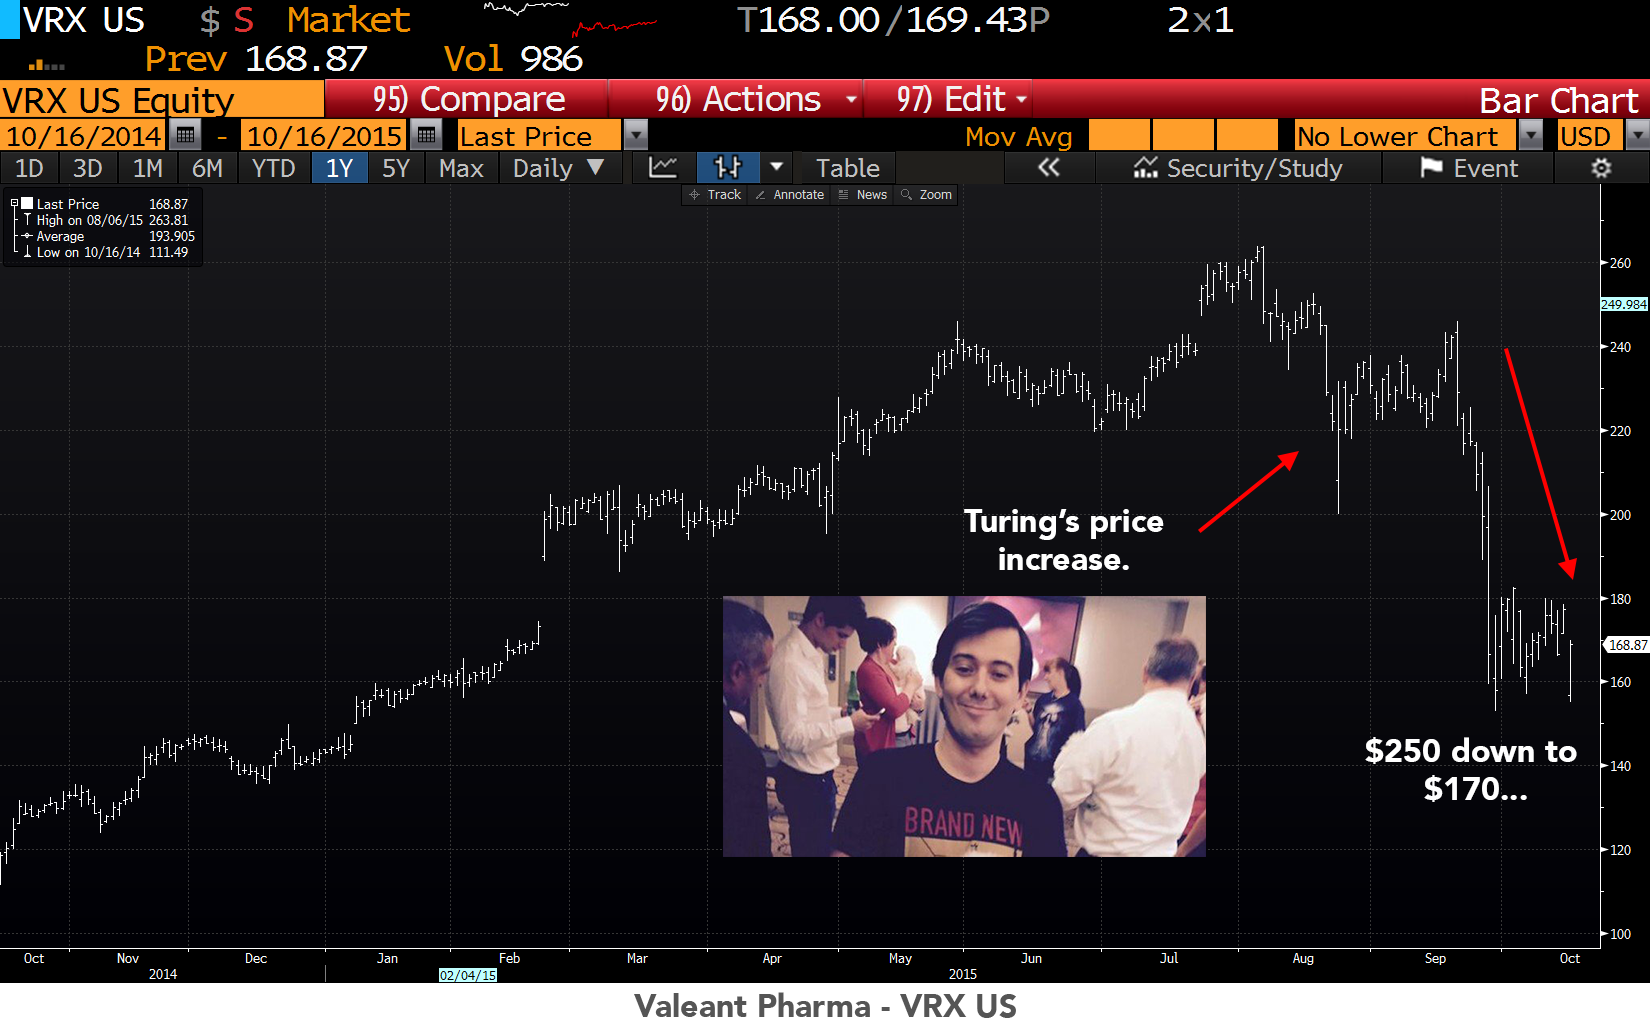 VRX US $ S Market T168.00/169.43P 2x1
Prev 168.87 Vol 986
VRX US Equity 95) Compare 96) Actions 97) Edit Bar Chart
10/16/2014 - 10/16/2015 Last Price Mov Avg No Lower Chart USD
1D 3D 1M 6M YTD 1Y 5Y Max Daily ▼ Table « Security/Study Event
Track Annotate News Zoom
Last Price 168.87
High on 08/06/15 263.81
Average 193.905
Low on 10/16/14 111.49
260
249.984
240
220
200
Turing's price
increase.
180
168.87
160
$250 down to
$170...
140
BRAND NEW
120
100
Oct Nov Dec Jan Feb Mar Apr May Jun Jul Aug Sep Oct
2014 02/04/15 2015
Valeant Pharma - VRX US